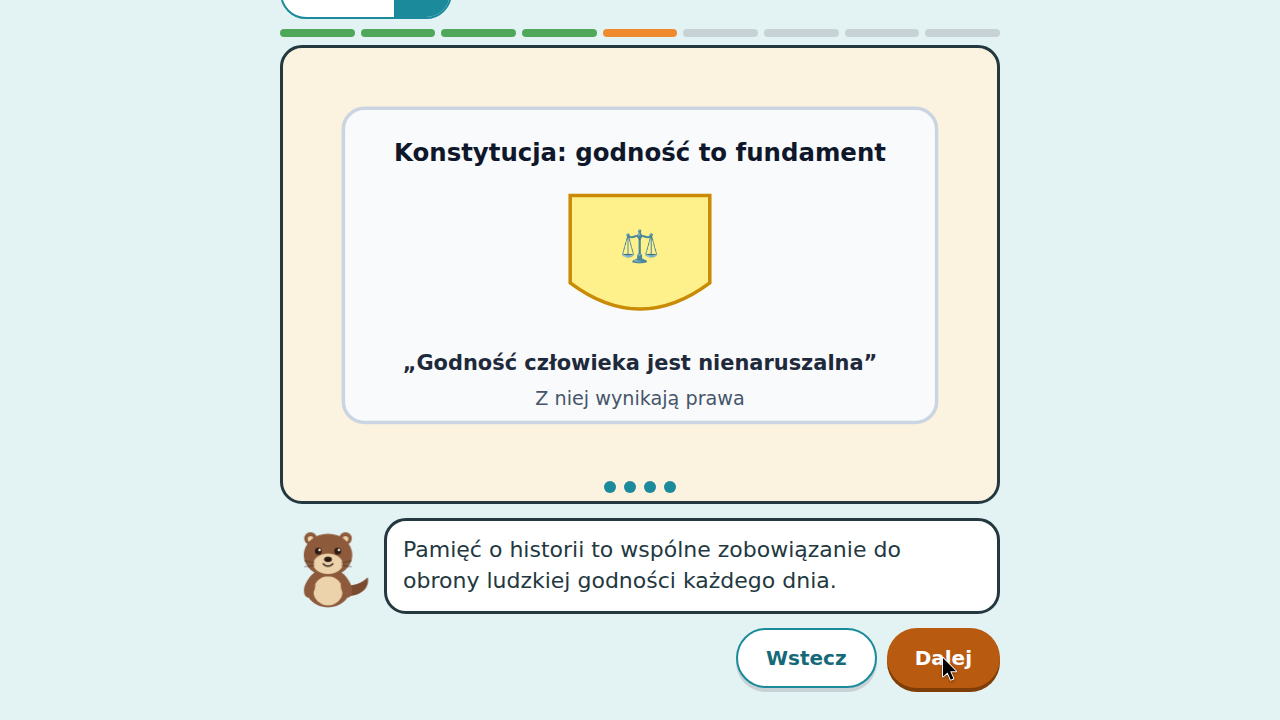 Konstytucja: godność to fundament
„Godność człowieka jest nienaruszalna”
Z niej wynikają prawa
Pamięć o historii to wspólne zobowiązanie do
obrony ludzkiej godności każdego dnia.
Wstecz
Dalej